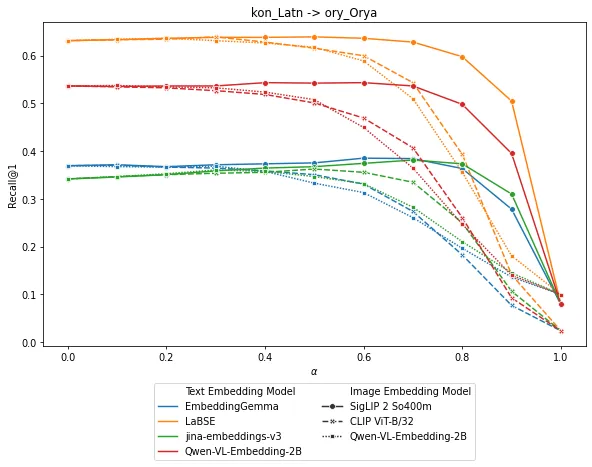 kon_Latn -> ory_Orya
Recall@1
0.6
0.5
0.4
0.3
0.2
0.1
0.0
0.0 0.2 0.4 0.6 0.8 1.0
α
Text Embedding Model
EmbeddingGemma
LaBSE
jina-embeddings-v3
Qwen-VL-Embedding-2B
Image Embedding Model
SigLIP 2 So400m
CLIP ViT-B/32
Qwen-VL-Embedding-2B